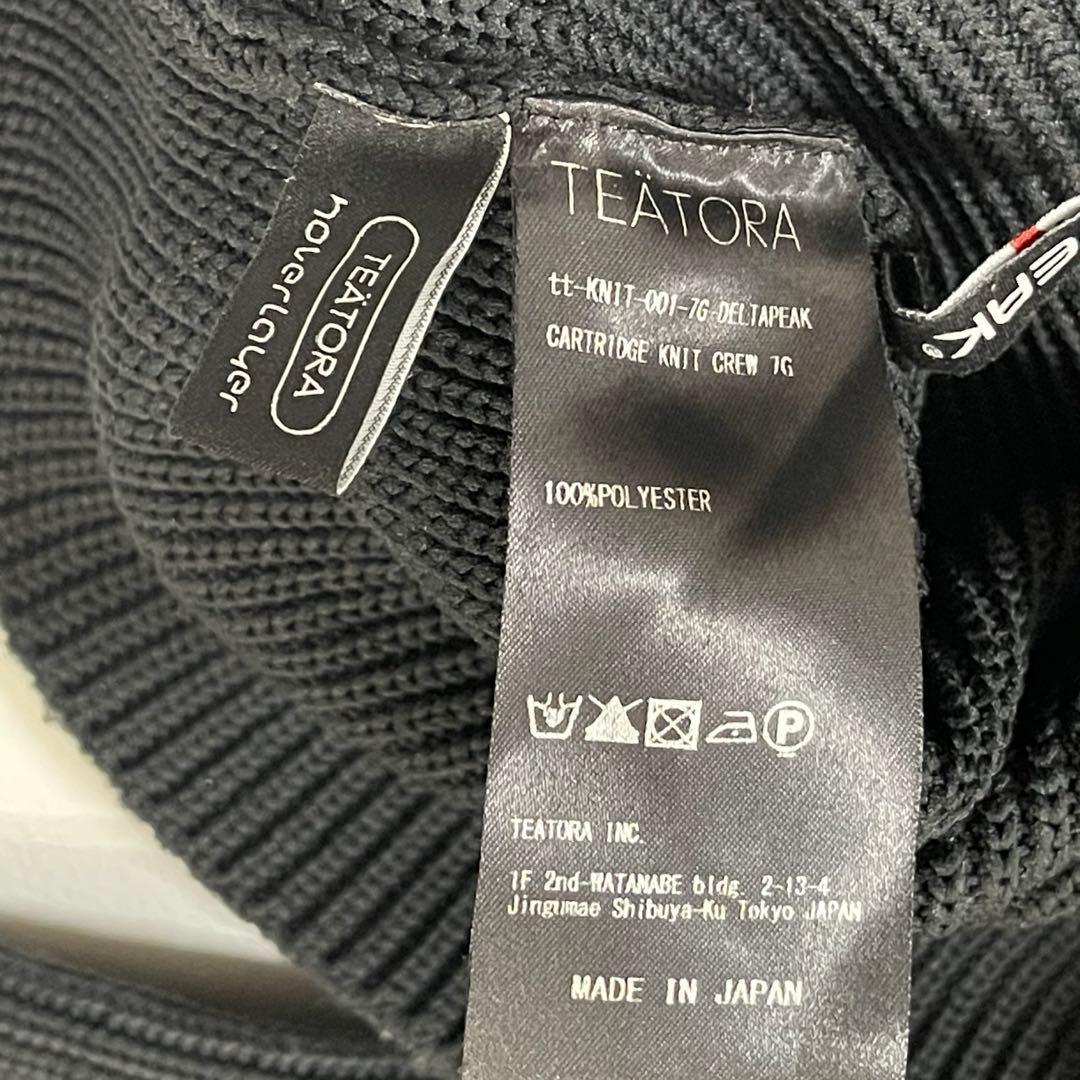 TEÄTORA
hoverlayer
TEÄTORA
tt-KNIT-001-7G-DELTAPEAK
CARTRIDGE KNIT CREW 7G
100%POLYESTER
P
TEATORA INC.
1F 2nd-WATANABE bldg. 2-13-4
Jingumae Shibuya-Ku Tokyo JAPAN
MADE IN JAPAN
EAK®